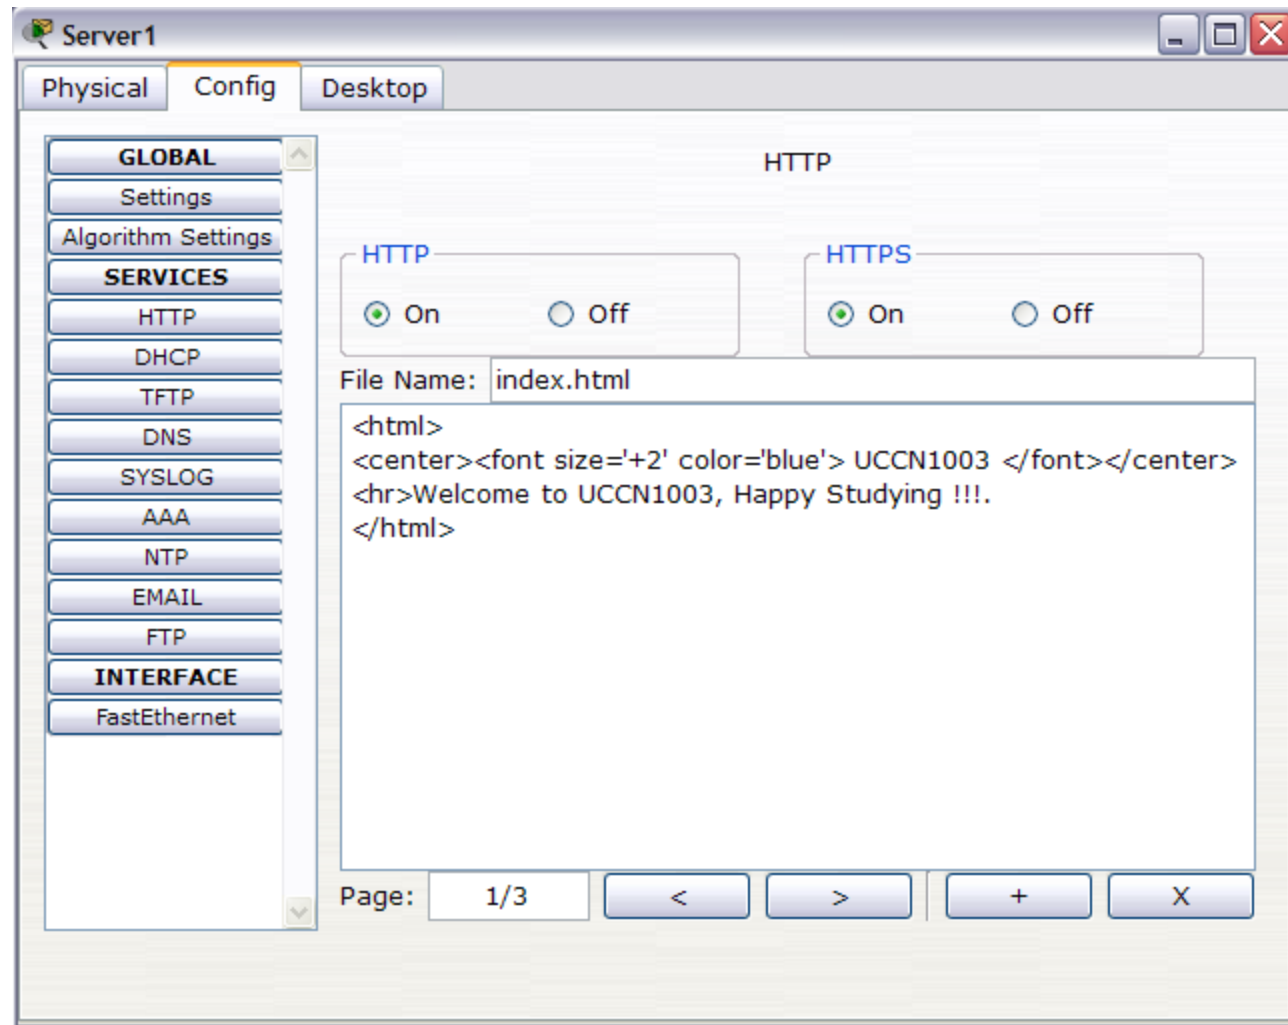 Server1
Physical Config Desktop
GLOBAL
Settings
Algorithm Settings
SERVICES
HTTP
DHCP
TFTP
DNS
SYSLOG
AAA
NTP
EMAIL
FTP
INTERFACE
FastEthernet
HTTP
HTTP HTTPS
On Off On Off
File Name: index.html
<html>
<center><font size='+2' color='blue'> UCCN1003 </font></center>
<hr>Welcome to UCCN1003, Happy Studying !!!.
</html>
Page: 1/3 < > + X